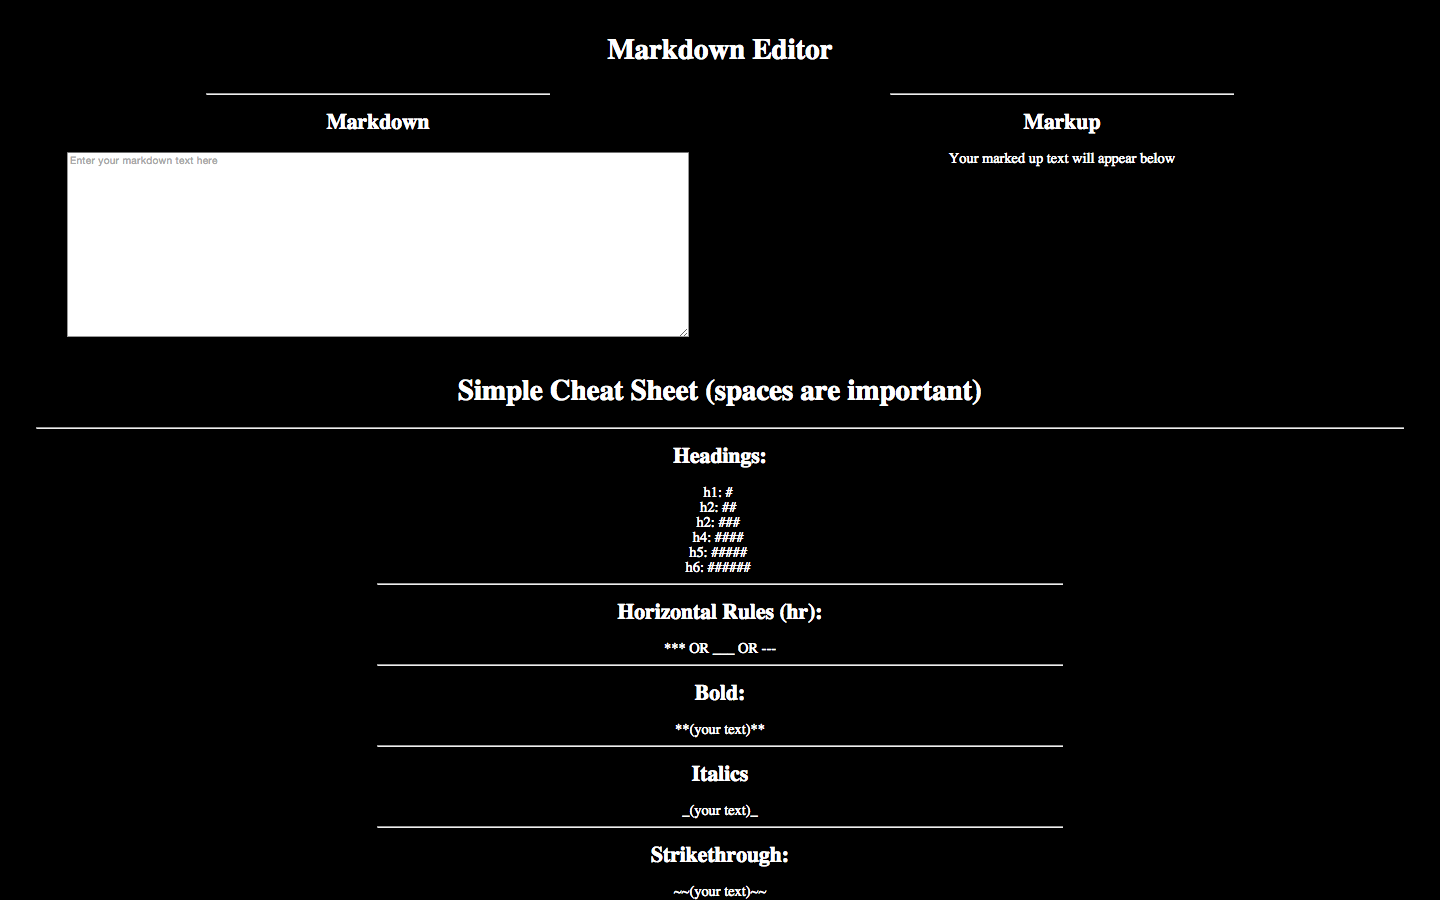 Markdown Editor
Markdown
Enter your markdown text here
Markup
Your marked up text will appear below
Simple Cheat Sheet (spaces are important)
Headings:
h1: #
h2: ##
h2: ###
h4: ####
h5: #####
h6: ######
Horizontal Rules (hr):
*** OR ___ OR ---
Bold:
**(your text)**
Italics
_(your text)_
Strikethrough:
~~(your text)~~